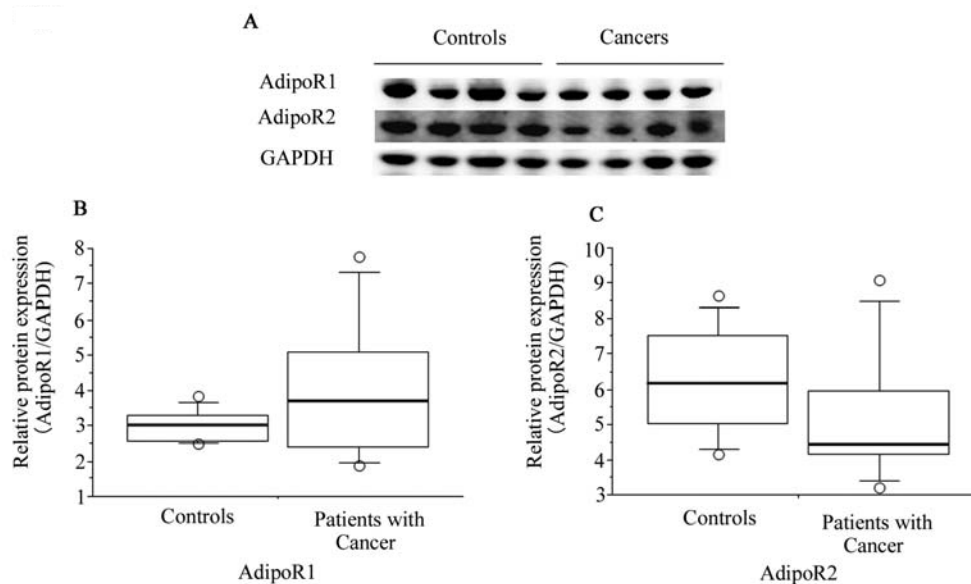 A
Controls Cancers
AdipoR1
AdipoR2
GAPDH
B
Relative protein expression
(AdipoR1/GAPDH)
8
7
6
5
4
3
2
1
Controls
Patients with
Cancer
AdipoR1
C
Relative protein expression
(AdipoR2/GAPDH)
10
9
8
7
6
5
4
3
Controls
Patients with
Cancer
AdipoR2